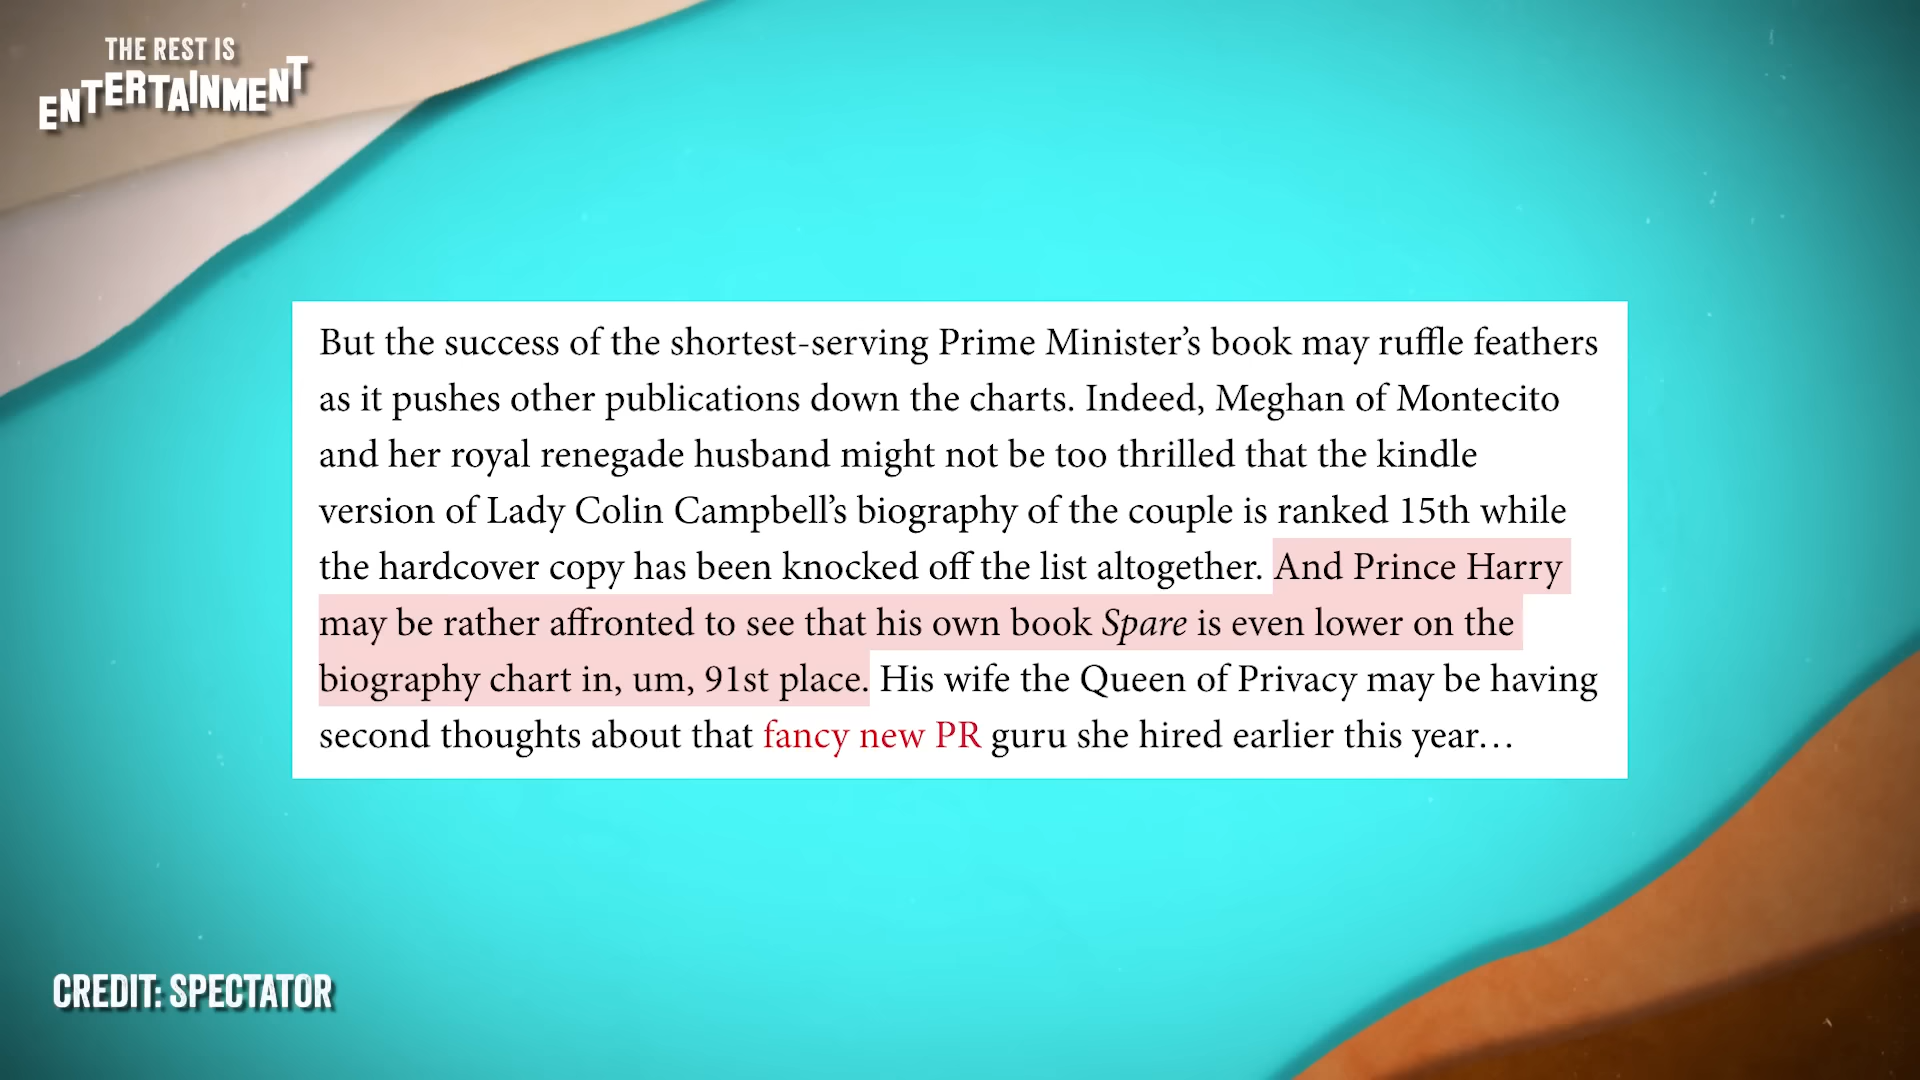 THE REST IS
ENTERTAINMENT
But the success of the shortest-serving Prime Minister’s book may ruffle feathers
as it pushes other publications down the charts. Indeed, Meghan of Montecito
and her royal renegade husband might not be too thrilled that the kindle
version of Lady Colin Campbell’s biography of the couple is ranked 15th while
the hardcover copy has been knocked off the list altogether. And Prince Harry
may be rather affronted to see that his own book Spare is even lower on the
biography chart in, um, 91st place. His wife the Queen of Privacy may be having
second thoughts about that fancy new PR guru she hired earlier this year…
CREDIT: SPECTATOR